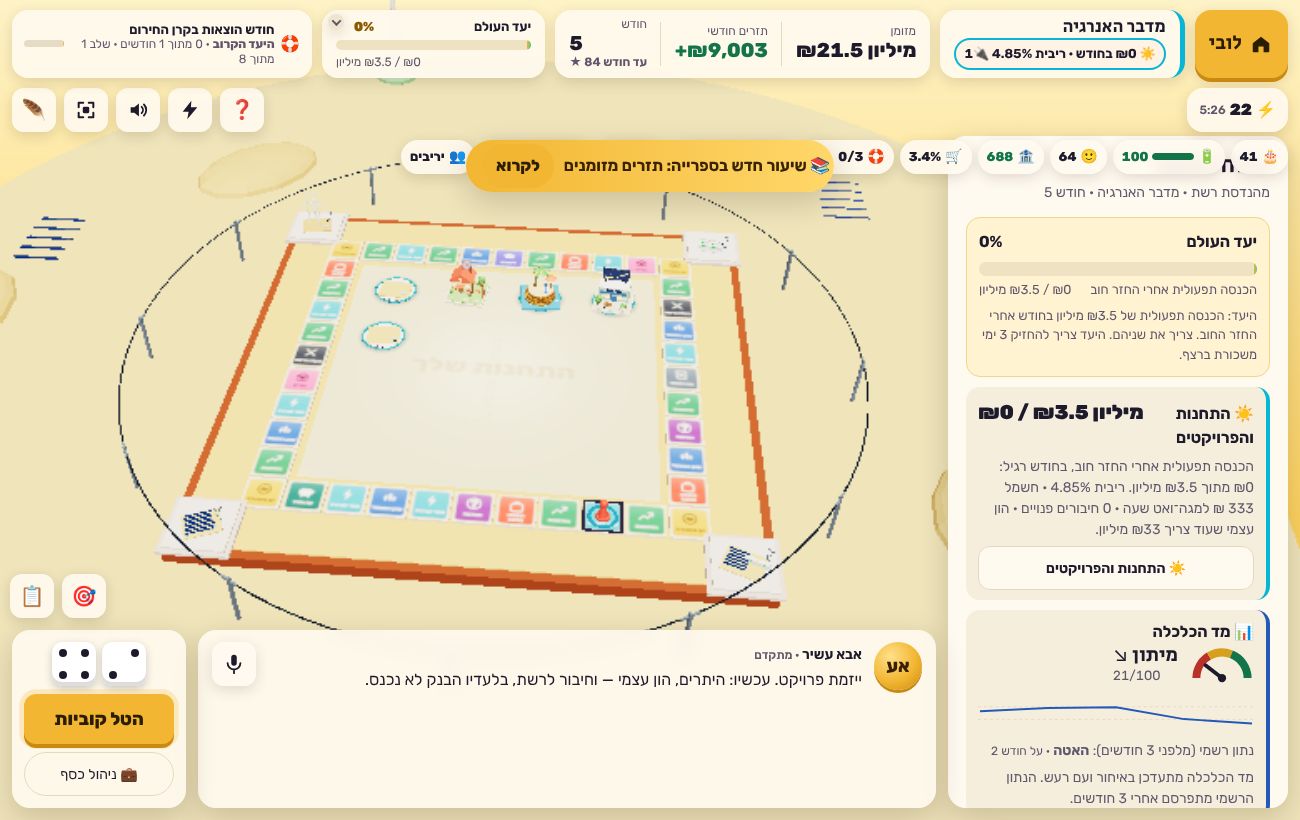 לובי
מדבר האנרגיה
☀️ ₪0 בחודש • ריבית 4.85% 🔌1
מזומן
₪21.5 מיליון
תזרים חודשי
+₪9,003
חודש
5
עד חודש 84 ★
יעד העולם
0%
₪0 / ₪3.5 מיליון
חודש הוצאות בקרן החירום
היעד הקרוב • 0 מתוך 1 חודשים • שלב 1
מתוך 8
⚡ 22 5:26
🎂 41
🔋 100
🙂 64
🏦 688
🛒 3.4%
🛟 0/3
📚 שיעור חדש בספרייה: תזרים מזומנים
לקרוא
👥 יריבים
מהנדסת רשת • מדבר האנרגיה • חודש 5
יעד העולם
0%
הכנסה תפעולית אחרי החזר חוב
₪0 / ₪3.5 מיליון
היעד: הכנסה תפעולית של ₪3.5 מיליון בחודש אחרי
החזר החוב. צריך את שניהם. היעד צריך להחזיק 3 ימי
משכורת ברצף.
☀️ התחנות
והפרויקטים
₪0 / ₪3.5 מיליון
הכנסה תפעולית אחרי החזר חוב, בחודש רגיל:
₪0 מתוך ₪3.5 מיליון. ריבית 4.85% • חשמל
333 ₪ למגה־ואט שעה • 0 חיבורים פנויים • הון
עצמי שעוד צריך ₪33 מיליון.
☀️ התחנות והפרויקטים
📊 מד הכלכלה
מיתון ↘
21/100
נתון רשמי (מלפני 3 חודשים): האטה • על חודש 2
מד הכלכלה מתעדכן באיחור ועם רעש. הנתון
הרשמי מתפרסם אחרי 3 חודשים.
התחנות שלך
אע
אבא עשיר • מתקדם
ייזמת פרויקט. עכשיו: היתרים, הון עצמי — וחיבור לרשת, בלעדיו הבנק לא נכנס.
הטל קוביות
💼 ניהול כסף